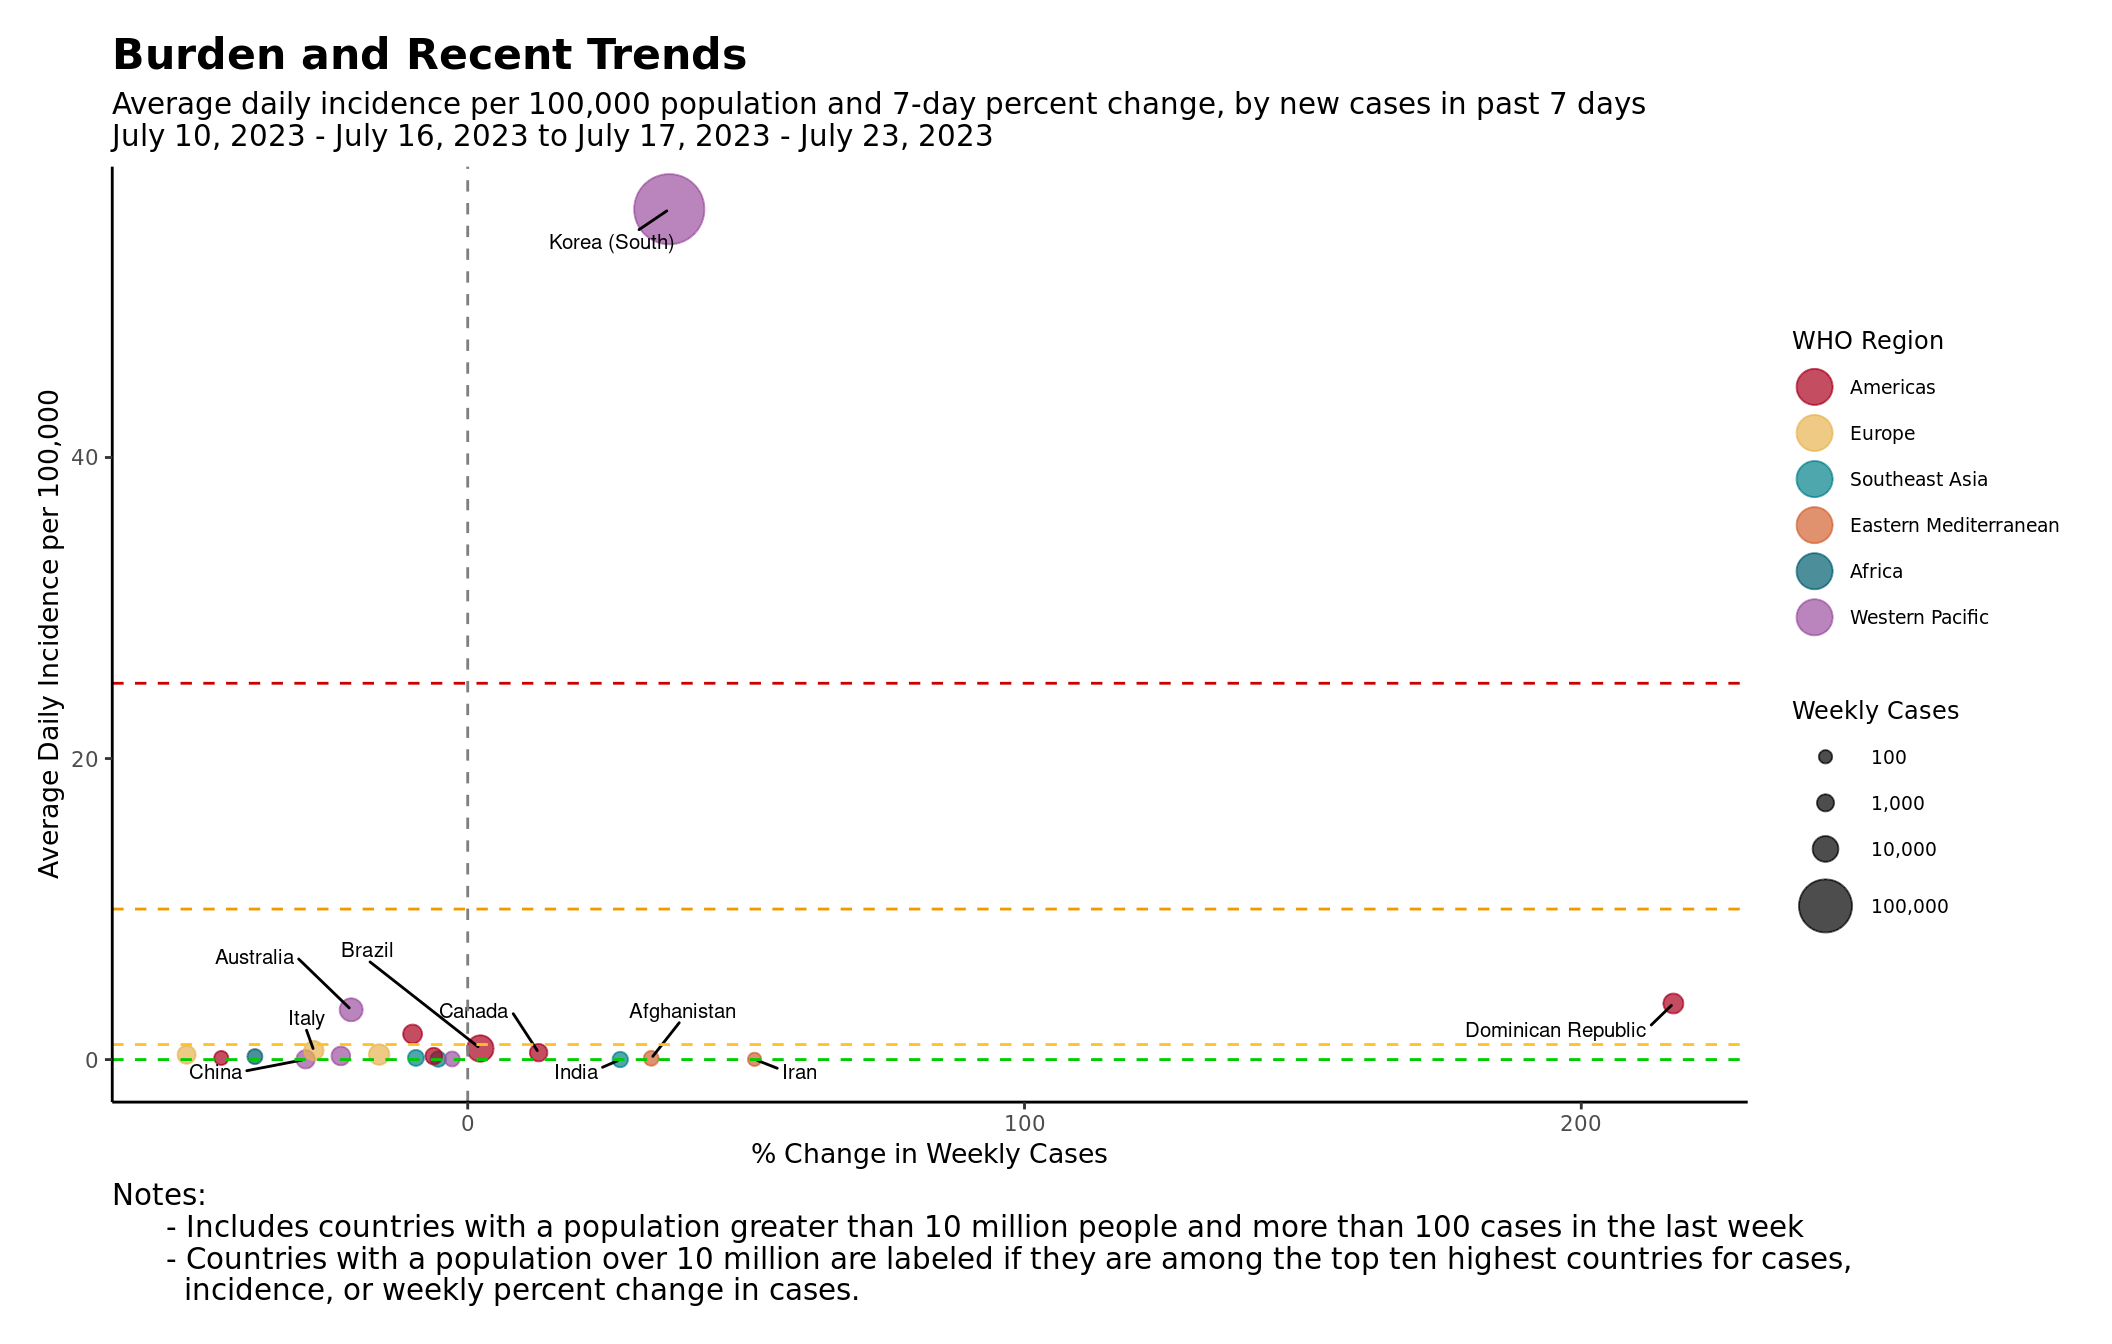 Burden and Recent Trends
Average daily incidence per 100,000 population and 7-day percent change, by new cases in past 7 days
July 10, 2023 - July 16, 2023 to July 17, 2023 - July 23, 2023
Average Daily Incidence per 100,000
40
20
0
Korea (South)
Australia
Brazil
Italy
Canada
Afghanistan
Dominican Republic
China
India
Iran
0
100
200
% Change in Weekly Cases
WHO Region
Americas
Europe
Southeast Asia
Eastern Mediterranean
Africa
Western Pacific
Weekly Cases
100
1,000
10,000
100,000
Notes:
- Includes countries with a population greater than 10 million people and more than 100 cases in the last week
- Countries with a population over 10 million are labeled if they are among the top ten highest countries for cases,
incidence, or weekly percent change in cases.